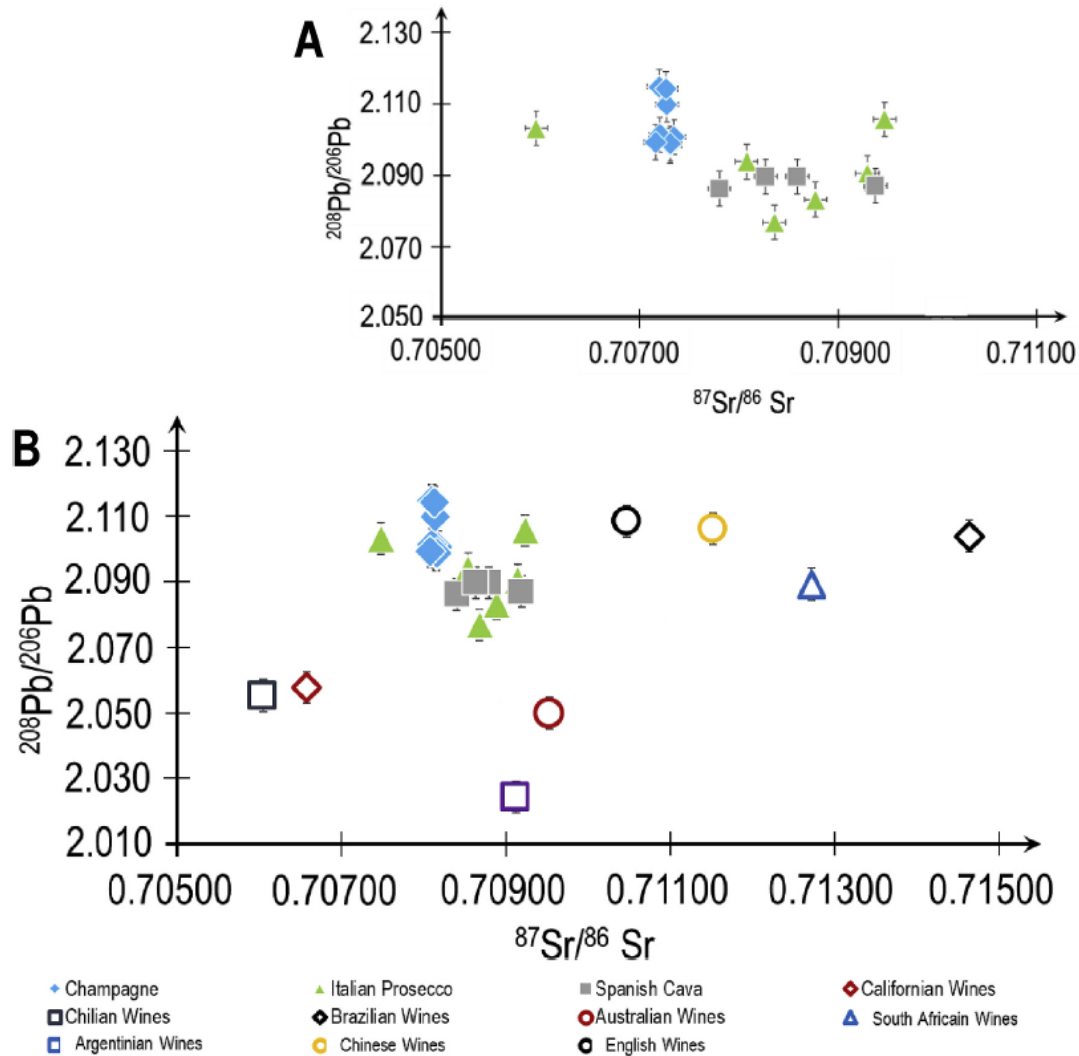 A
2.130
2.110
2.090
2.070
2.050
208Pb/206Pb
0.70500 0.70700 0.70900 0.71100
87Sr/86 Sr
B
2.130
2.110
2.090
2.070
2.050
2.030
2.010
208Pb/206Pb
0.70500 0.70700 0.70900 0.71100 0.71300 0.71500
87Sr/86 Sr
Champagne Italian Prosecco Spanish Cava Californian Wines
Chilian Wines Brazilian Wines Australian Wines South Africain Wines
Argentinian Wines Chinese Wines English Wines